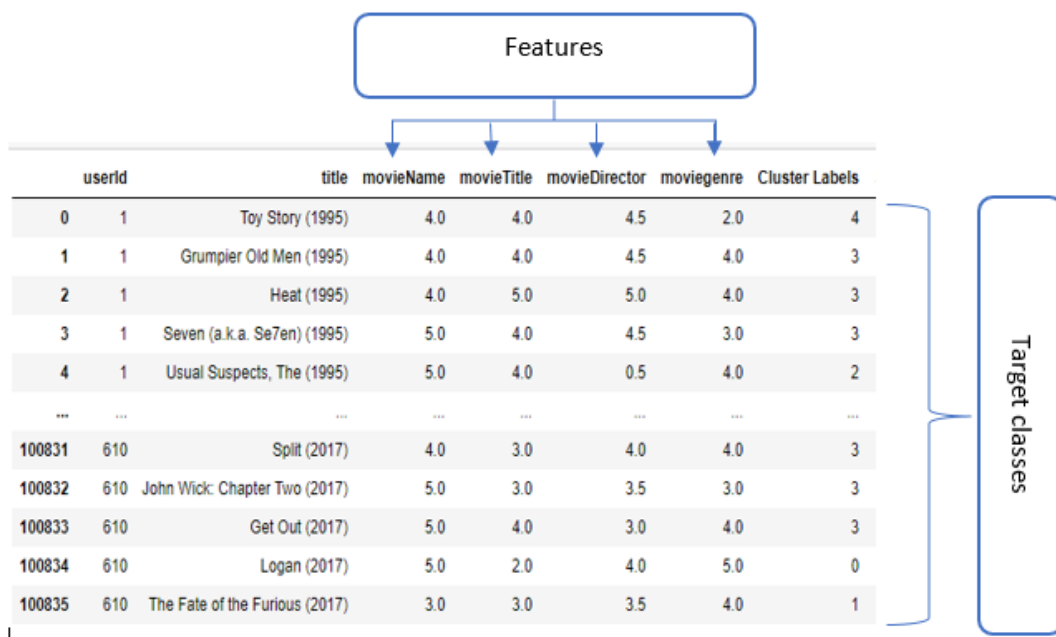 Features
userId title movieName movieTitle movieDirector moviegenre Cluster Labels
0 1 Toy Story (1995) 4.0 4.0 4.5 2.0 4
1 1 Grumpier Old Men (1995) 4.0 4.0 4.5 4.0 3
2 1 Heat (1995) 4.0 5.0 5.0 4.0 3
3 1 Seven (a.k.a. Se7en) (1995) 5.0 4.0 4.5 3.0 3
4 1 Usual Suspects, The (1995) 5.0 4.0 0.5 4.0 2
... ... ... ... ... ... ... ...
100831 610 Split (2017) 4.0 3.0 4.0 4.0 3
100832 610 John Wick: Chapter Two (2017) 5.0 3.0 3.5 3.0 3
100833 610 Get Out (2017) 5.0 4.0 3.0 4.0 3
100834 610 Logan (2017) 5.0 2.0 4.0 5.0 0
100835 610 The Fate of the Furious (2017) 3.0 3.0 3.5 4.0 1
Target classes